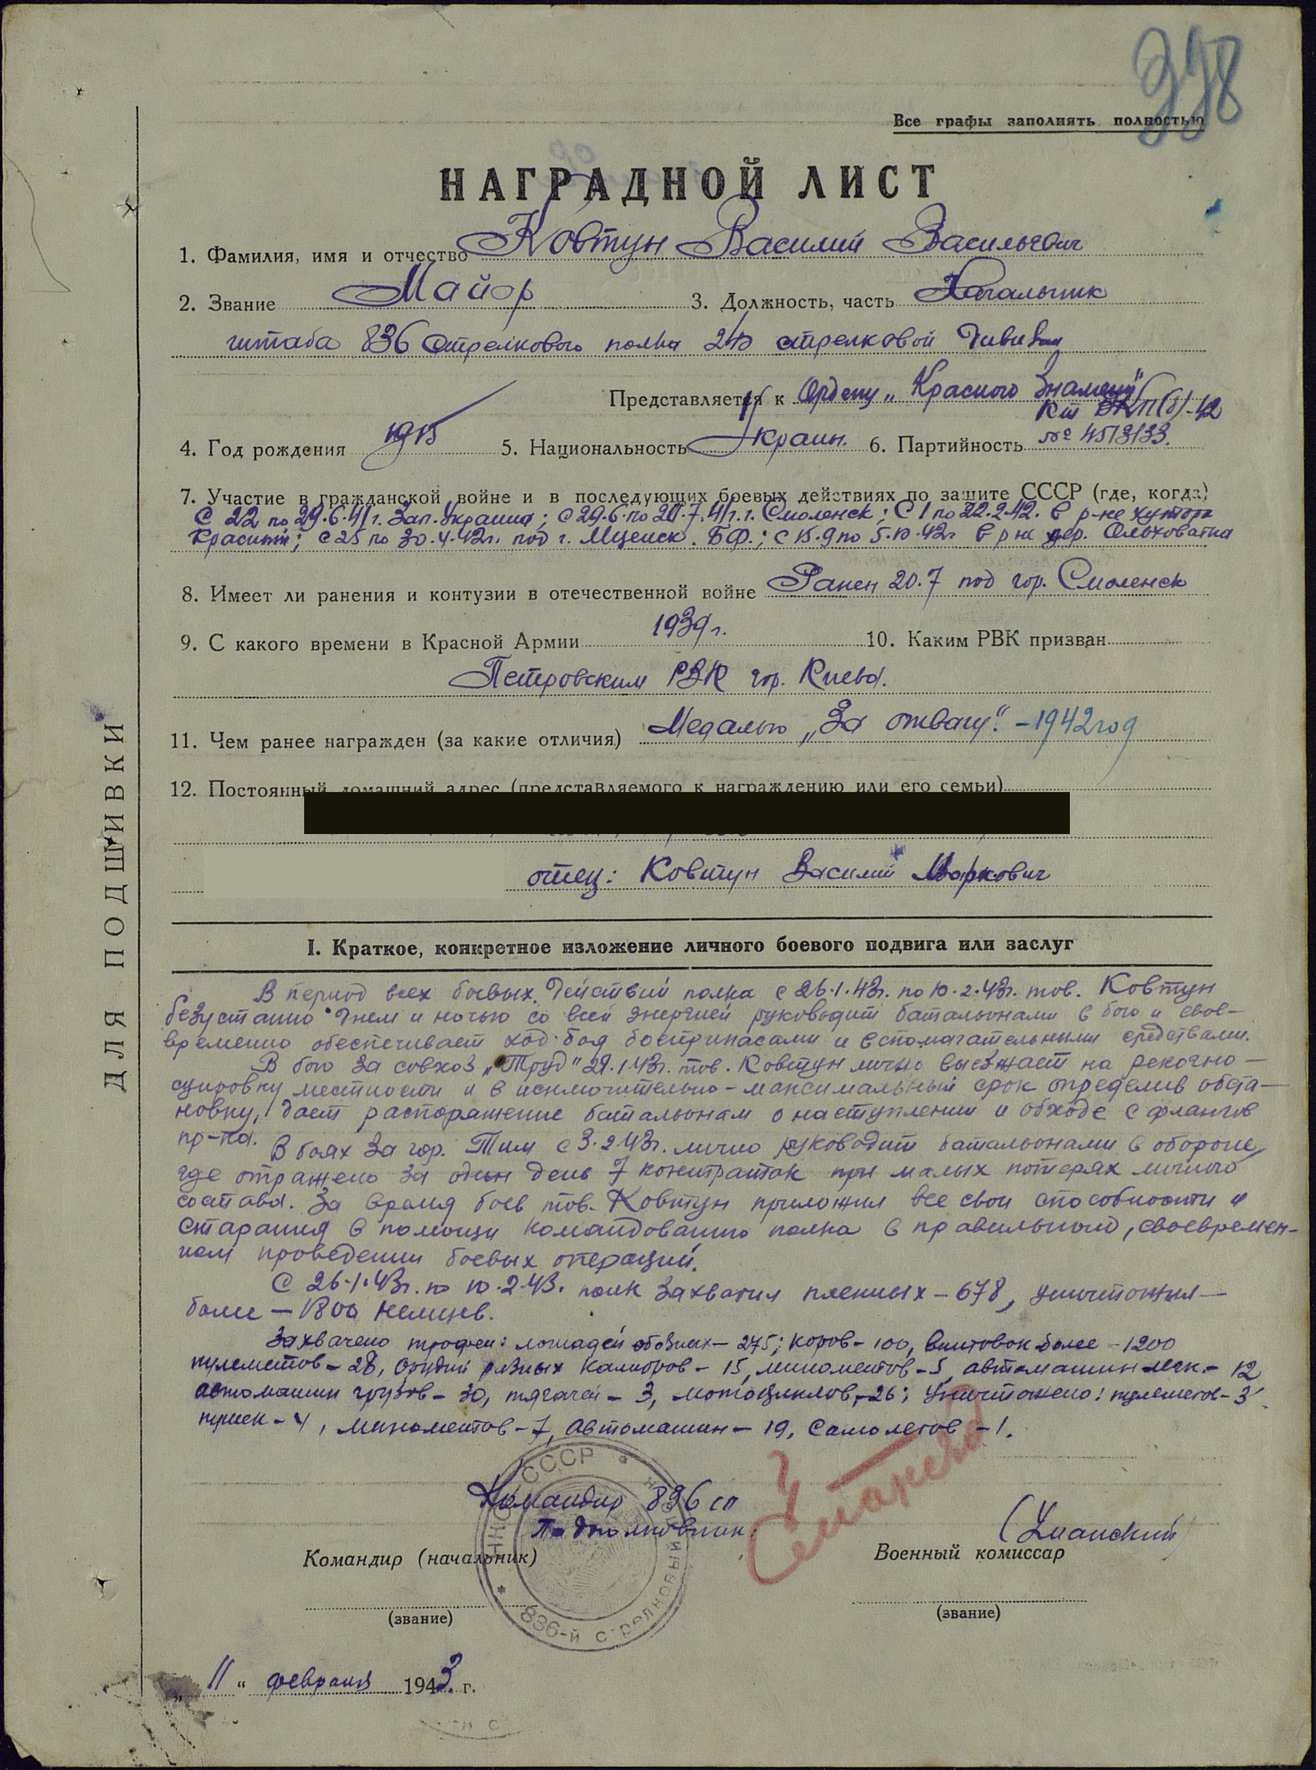 998
Все графы заполнять полностью
НАГРАДНОЙ ЛИСТ
1. Фамилия, имя и отчество Ковтун Василий Васильевич
2. Звание Майор 3. Должность, часть Начальник
штаба 836 стрелкового полка 240 стрелковой дивизии
Представляется к Ордену „Красного Знамени"
Кт ВКП(б)-42
4. Год рождения 1915 5. Национальность Украин. 6. Партийность № 4513133.
7. Участие в гражданской войне и в последующих боевых действиях по защите СССР (где, когда)
С 22 по 29.6.41г. Зап. Украина; с 29.6. по 20.7.41г. г. Смоленск; С 1 по 22.2.42. в р-не хутора
Красит; с 25 по 30.4.42г. под г. Мценск. БФ.; с 15.9 по 5.10.42г в р не дер. Ольховатка
8. Имеет ли ранения и контузии в отечественной войне Ранен 20.7 под гор. Смоленск
9. С какого времени в Красной Армии 1939 г. 10. Каким РВК призван
Петровским РВК гор. Киева.
11. Чем ранее награжден (за какие отличия) Медалью „За отвагу". -1942 год
12. Постоянный домашний адрес (представляемого к награждению или его семьи)
отец: Ковтун Василий Маркович
I. Краткое, конкретное изложение личного боевого подвига или заслуг
В период всех боевых действий полка с 26.1.43г. по 10.2.43г. тов. Ковтун
безустанно днем и ночью со всей энергией руководит батальонами в бою и свое-
временно обеспечивает ход боя боеприпасами и вспомагательными средствами.
В бою за совхоз „Труд" 29.1.43г. тов. Ковтун лично выезжает на рекогно-
сцировку местности и в исключительно-максимальный срок определив обста-
новку, дает распоряжение батальонам о наступлении и обходе с флангов
пр-ка.
В боях за гор. Тим с 3.2.43г. лично руководит батальонами в обороне,
где отражено за один день 7 контратак при малых потерях личного
состава. За время боев тов. Ковтун приложил все свои способности и
старания в помощи командованию полка в правильном, своевремен-
ном проведении боевых операций.
С 26.1.43г. по 10.2.43. полк захватил пленных - 678, уничтожил
более - 1800 немцев.
Захвачено трофеи: лошадей обозных - 275; коров - 100, винтовок более - 1200
пулеметов - 28, орудий разных калибров - 15, минометов - 5, автомашин легк. - 12
автомашин грузов - 30, тягачей - 3, мотоциклов - 26; Уничтожено: пулеметов - 3
пушек - 4, минометов - 7, Автомашин - 19, Самолетов - 1.
Командир 836 сп
Подполковник
(Уманский)
Командир (начальник) Военный комиссар
(звание) (звание)
НКО СССР
836-й стрелковый
„11" февраля 1943 г.
ДЛЯ ПОДШИВКИ